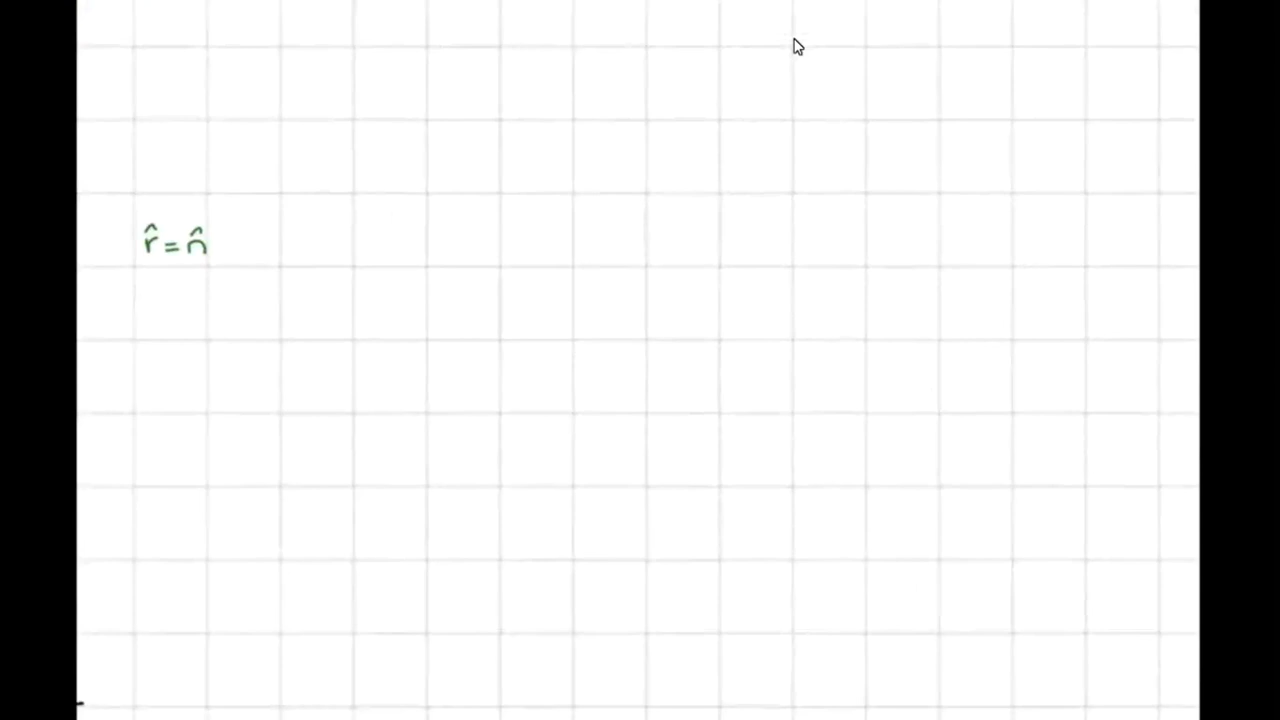 r̂ = n̂